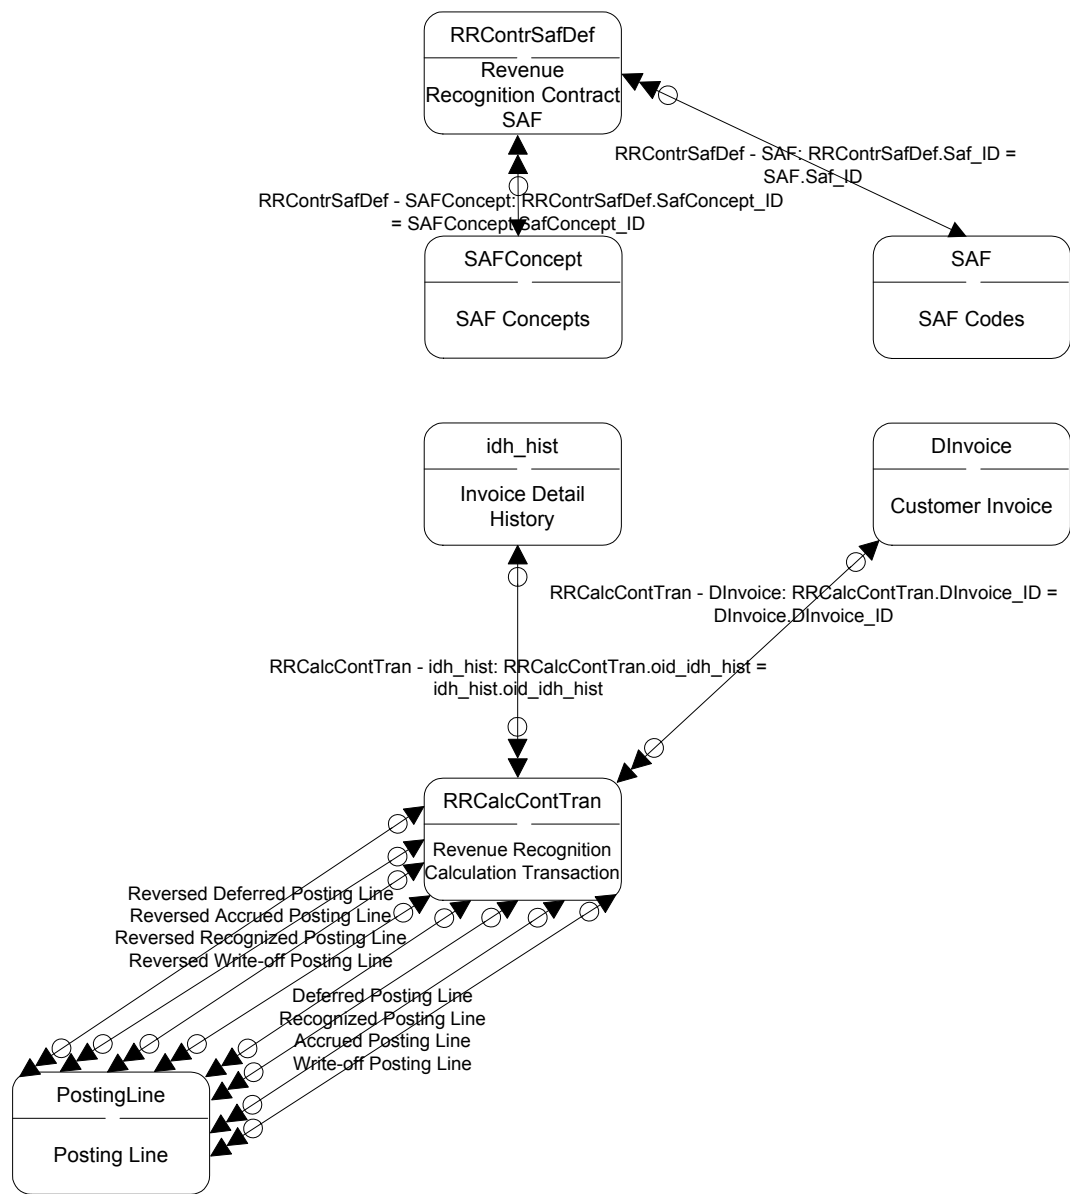 RRContrSafDef
Revenue
Recognition Contract
SAF
RRContrSafDef - SAF: RRContrSafDef.Saf_ID =
SAF.Saf_ID
RRContrSafDef - SAFConcept: RRContrSafDef.SafConcept_ID
= SAFConcept.SafConcept_ID
SAFConcept
SAF Concepts
SAF
SAF Codes
idh_hist
Invoice Detail
History
DInvoice
Customer Invoice
RRCalcContTran - DInvoice: RRCalcContTran.DInvoice_ID =
DInvoice.DInvoice_ID
RRCalcContTran - idh_hist: RRCalcContTran.oid_idh_hist =
idh_hist.oid_idh_hist
RRCalcContTran
Revenue Recognition
Calculation Transaction
Reversed Deferred Posting Line
Reversed Accrued Posting Line
Reversed Recognized Posting Line
Reversed Write-off Posting Line
Deferred Posting Line
Recognized Posting Line
Accrued Posting Line
Write-off Posting Line
PostingLine
Posting Line